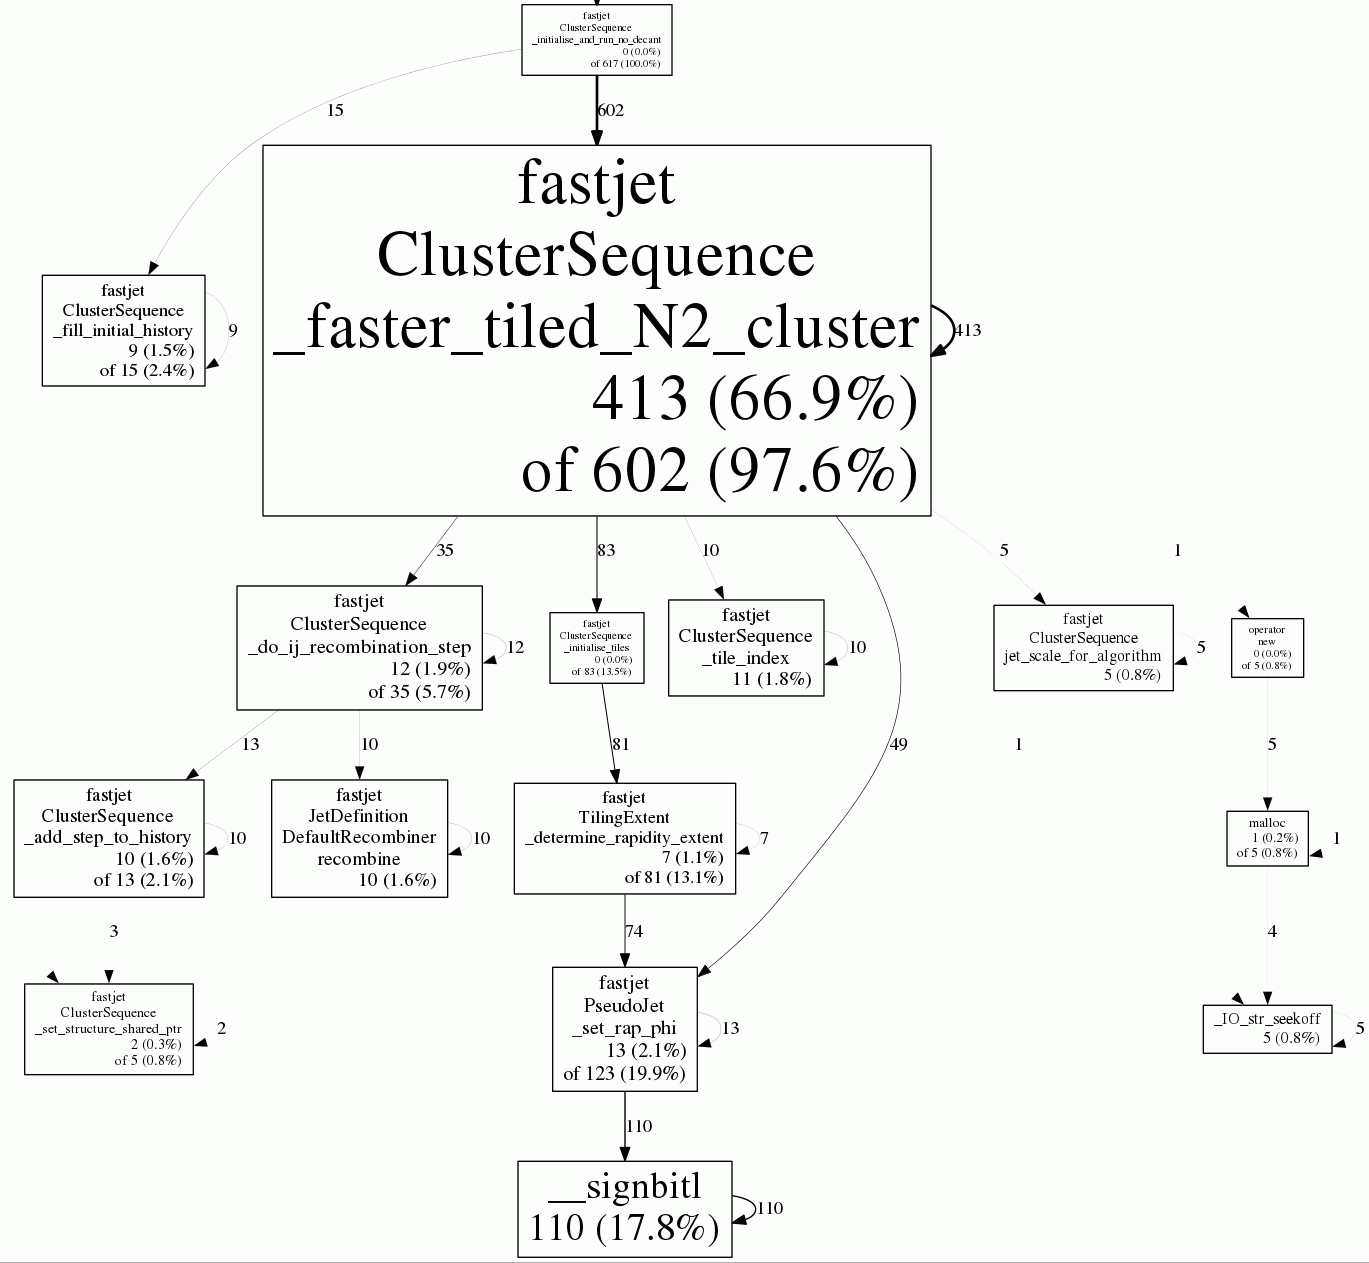 fastjet
ClusterSequence
_initialise_and_run_no_decant
0 (0.0%)
of 617 (100.0%)
15
602
fastjet
ClusterSequence
_faster_tiled_N2_cluster
413 (66.9%)
of 602 (97.6%)
413
fastjet
ClusterSequence
_fill_initial_history
9 (1.5%)
of 15 (2.4%)
9
35
83
10
5
1
fastjet
ClusterSequence
_do_ij_recombination_step
12 (1.9%)
of 35 (5.7%)
12
fastjet
ClusterSequence
_initialise_tiles
0 (0.0%)
of 83 (13.5%)
fastjet
ClusterSequence
_tile_index
11 (1.8%)
10
fastjet
ClusterSequence
jet_scale_for_algorithm
5 (0.8%)
5
operator
new
0 (0.0%)
of 5 (0.8%)
13
10
81
49
1
5
fastjet
ClusterSequence
_add_step_to_history
10 (1.6%)
of 13 (2.1%)
10
fastjet
JetDefinition
DefaultRecombiner
recombine
10 (1.6%)
10
fastjet
TilingExtent
_determine_rapidity_extent
7 (1.1%)
of 81 (13.1%)
7
malloc
1 (0.2%)
of 5 (0.8%)
1
3
74
4
fastjet
ClusterSequence
_set_structure_shared_ptr
2 (0.3%)
of 5 (0.8%)
2
fastjet
PseudoJet
_set_rap_phi
13 (2.1%)
of 123 (19.9%)
13
_IO_str_seekoff
5 (0.8%)
5
110
__signbitl
110 (17.8%)
110